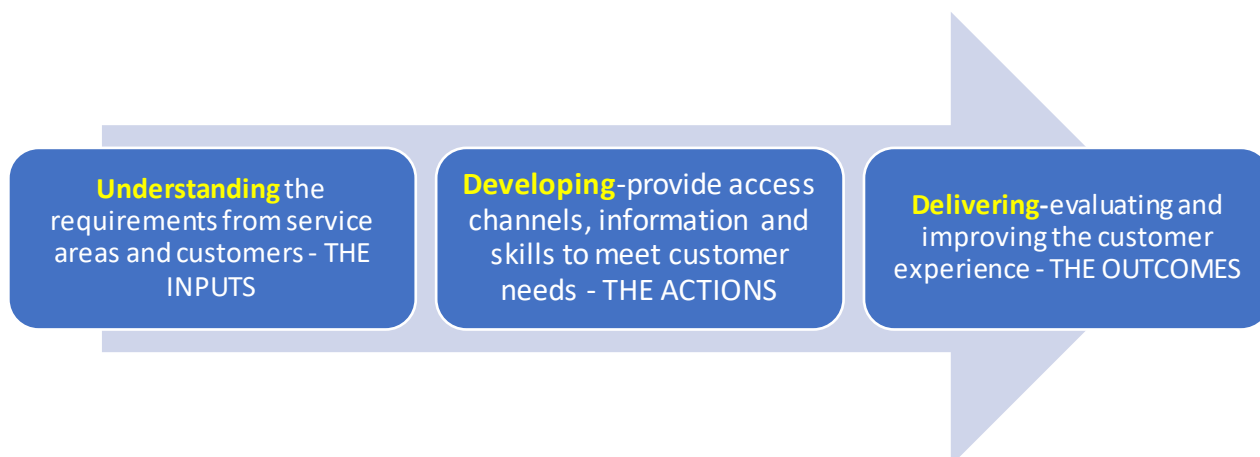 Understanding the
requirements from service
areas and customers - THE
INPUTS
Developing-provide access
channels, information and
skills to meet customer
needs - THE ACTIONS
Delivering-evaluating and
improving the customer
experience - THE OUTCOMES